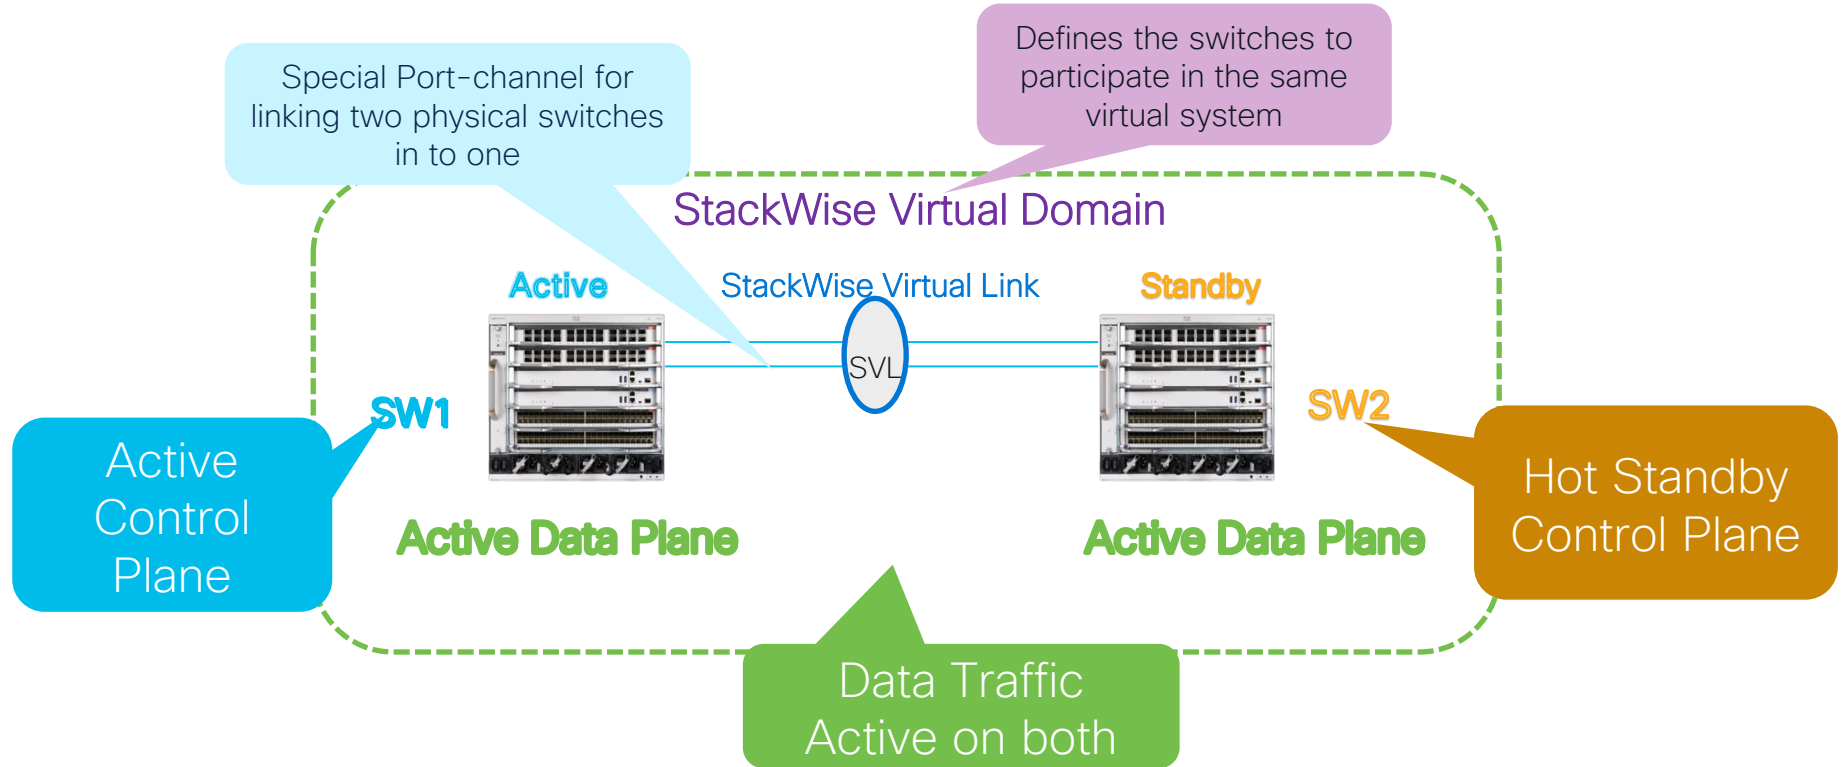 Special Port-channel for
linking two physical switches
in to one
Defines the switches to
participate in the same
virtual system
StackWise Virtual Domain
Active
StackWise Virtual Link
Standby
SVL
SW1
SW2
Active
Control
Plane
Hot Standby
Control Plane
Active Data Plane
Active Data Plane
Data Traffic
Active on both